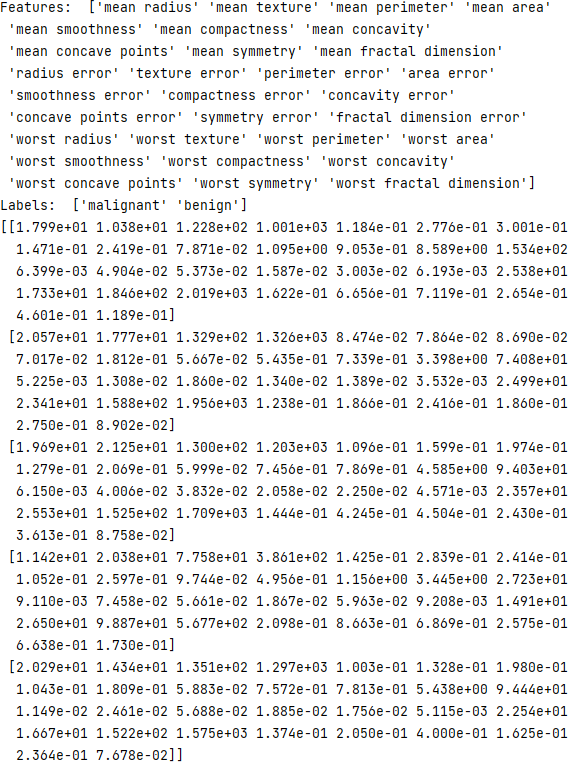 Features:  ['mean radius' 'mean texture' 'mean perimeter' 'mean area'
 'mean smoothness' 'mean compactness' 'mean concavity'
 'mean concave points' 'mean symmetry' 'mean fractal dimension'
 'radius error' 'texture error' 'perimeter error' 'area error'
 'smoothness error' 'compactness error' 'concavity error'
 'concave points error' 'symmetry error' 'fractal dimension error'
 'worst radius' 'worst texture' 'worst perimeter' 'worst area'
 'worst smoothness' 'worst compactness' 'worst concavity'
 'worst concave points' 'worst symmetry' 'worst fractal dimension']
Labels:  ['malignant' 'benign']
[[1.799e+01 1.038e+01 1.228e+02 1.001e+03 1.184e-01 2.776e-01 3.001e-01
  1.471e-01 2.419e-01 7.871e-02 1.095e+00 9.053e-01 8.589e+00 1.534e+02
  6.399e-03 4.904e-02 5.373e-02 1.587e-02 3.003e-02 6.193e-03 2.538e+01
  1.733e+01 1.846e+02 2.019e+03 1.622e-01 6.656e-01 7.119e-01 2.654e-01
  4.601e-01 1.189e-01]
 [2.057e+01 1.777e+01 1.329e+02 1.326e+03 8.474e-02 7.864e-02 8.690e-02
  7.017e-02 1.812e-01 5.667e-02 5.435e-01 7.339e-01 3.398e+00 7.408e+01
  5.225e-03 1.308e-02 1.860e-02 1.340e-02 1.389e-02 3.532e-03 2.499e+01
  2.341e+01 1.588e+02 1.956e+03 1.238e-01 1.866e-01 2.416e-01 1.860e-01
  2.750e-01 8.902e-02]
 [1.969e+01 2.125e+01 1.300e+02 1.203e+03 1.096e-01 1.599e-01 1.974e-01
  1.279e-01 2.069e-01 5.999e-02 7.456e-01 7.869e-01 4.585e+00 9.403e+01
  6.150e-03 4.006e-02 3.832e-02 2.058e-02 2.250e-02 4.571e-03 2.357e+01
  2.553e+01 1.525e+02 1.709e+03 1.444e-01 4.245e-01 4.504e-01 2.430e-01
  3.613e-01 8.758e-02]
 [1.142e+01 2.038e+01 7.758e+01 3.861e+02 1.425e-01 2.839e-01 2.414e-01
  1.052e-01 2.597e-01 9.744e-02 4.956e-01 1.156e+00 3.445e+00 2.723e+01
  9.110e-03 7.458e-02 5.661e-02 1.867e-02 5.963e-02 9.208e-03 1.491e+01
  2.650e+01 9.887e+01 5.677e+02 2.098e-01 8.663e-01 6.869e-01 2.575e-01
  6.638e-01 1.730e-01]
 [2.029e+01 1.434e+01 1.351e+02 1.297e+03 1.003e-01 1.328e-01 1.980e-01
  1.043e-01 1.809e-01 5.883e-02 7.572e-01 7.813e-01 5.438e+00 9.444e+01
  1.149e-02 2.461e-02 5.688e-02 1.885e-02 1.756e-02 5.115e-03 2.254e+01
  1.667e+01 1.522e+02 1.575e+03 1.374e-01 2.050e-01 4.000e-01 1.625e-01
  2.364e-01 7.678e-02]]